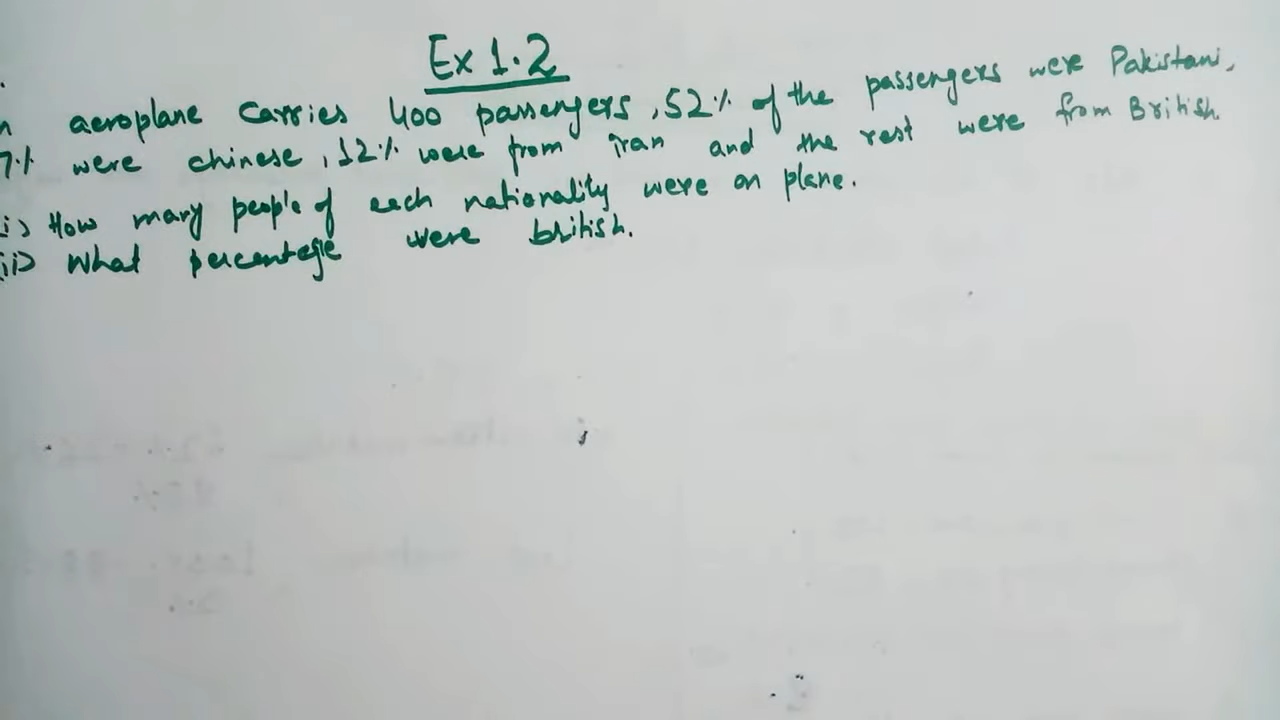 Ex 1.2
n aeroplane carries 400 passengers, 52% of the passengers were Pakistani,
7% were chinese, 12% were from iran and the rest were from British.
(i) How many people of each nationality were on plane.
(ii) What percentage were british.